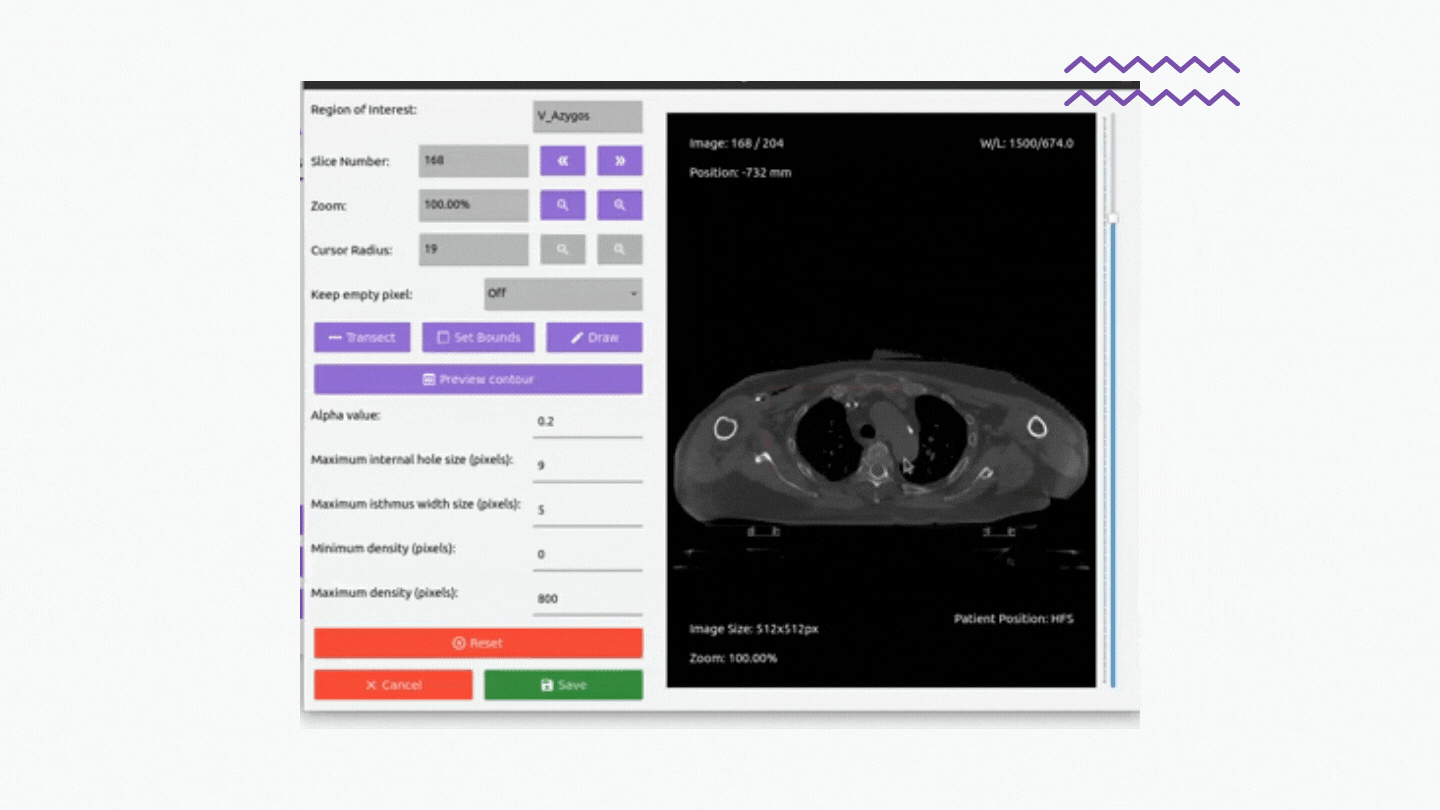 Region of Interest:
V_Azygos
Slice Number:
168
Zoom:
100.00%
Cursor Radius:
19
Keep empty pixel:
Off
Transect
Set Bounds
Draw
Preview contour
Alpha value:
0.2
Maximum internal hole size (pixels):
9
Maximum isthmus width size (pixels):
5
Minimum density (pixels):
0
Maximum density (pixels):
800
Reset
Cancel
Save
Image: 168 / 204
W/L: 1500/674.0
Position: -732 mm
Patient Position: HFS
Image Size: 512x512px
Zoom: 100.00%